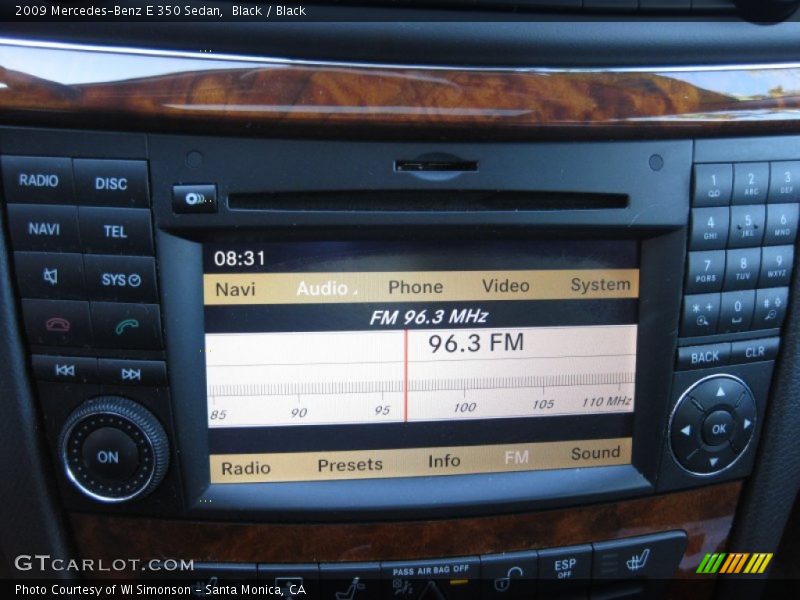 2009 Mercedes-Benz E 350 Sedan,  Black / Black
RADIO DISC
NAVI TEL
SYS
ON
08:31
Navi Audio Phone Video System
FM 96.3 MHz
96.3 FM
85 90 95 100 105 110 MHz
Radio Presets Info FM Sound
1 2 ABC 3 DEF
4 GHI 5 JKL 6 MNO
7 PQRS 8 TUV 9 WXYZ
* + 0 #
BACK CLR
OK
PASS AIR BAG OFF
ESP OFF
GTCARLOT.COM
Photo Courtesy of WI Simonson - Santa Monica, CA